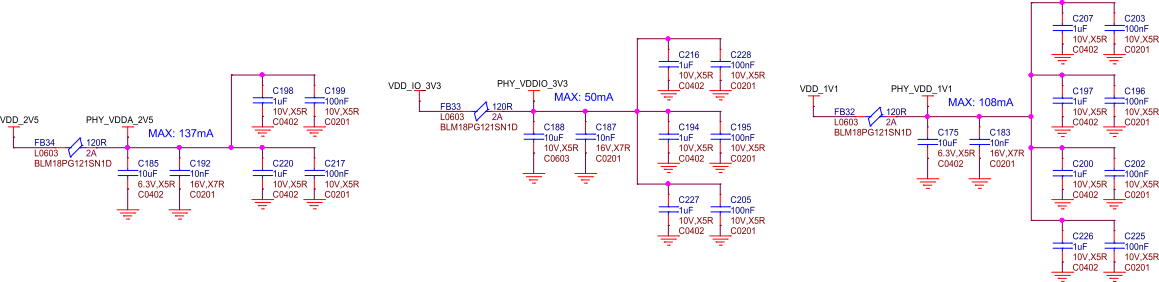 VDD_2V5
FB34
L0603
BLM18PG121SN1D
120R
2A
PHY_VDDA_2V5
MAX: 137mA
C185
10uF
6.3V,X5R
C0402
C192
10nF
16V,X7R
C0201
C198
1uF
10V,X5R
C0402
C199
100nF
10V,X5R
C0201
C220
1uF
10V,X5R
C0402
C217
100nF
10V,X5R
C0201
VDD_IO_3V3
FB33
L0603
BLM18PG121SN1D
120R
2A
PHY_VDDIO_3V3
MAX: 50mA
C188
10uF
10V,X5R
C0603
C187
10nF
16V,X7R
C0201
C216
1uF
10V,X5R
C0402
C228
100nF
10V,X5R
C0201
C194
1uF
10V,X5R
C0402
C195
100nF
10V,X5R
C0201
C227
1uF
10V,X5R
C0402
C205
100nF
10V,X5R
C0201
VDD_1V1
FB32
L0603
BLM18PG121SN1D
120R
2A
PHY_VDD_1V1
MAX: 108mA
C175
10uF
6.3V,X5R
C0402
C183
10nF
16V,X7R
C0201
C207
1uF
10V,X5R
C0402
C203
100nF
10V,X5R
C0201
C197
1uF
10V,X5R
C0402
C196
100nF
10V,X5R
C0201
C200
1uF
10V,X5R
C0402
C202
100nF
10V,X5R
C0201
C226
1uF
10V,X5R
C0402
C225
100nF
10V,X5R
C0201